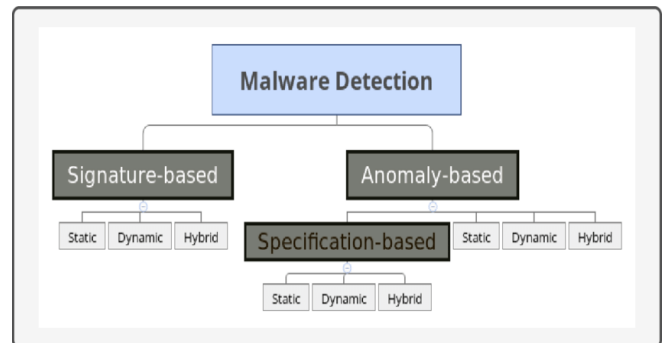 Malware Detection
Signature-based
Anomaly-based
Static
Dynamic
Hybrid
Specification-based
Static
Dynamic
Hybrid
Static
Dynamic
Hybrid